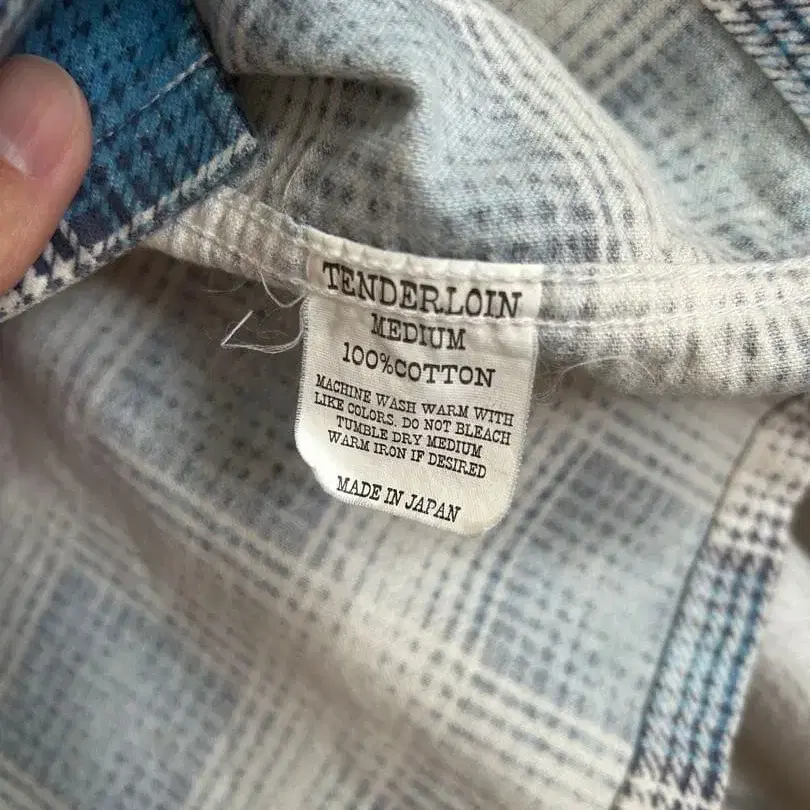 TENDERLOIN
MEDIUM
100%COTTON
MACHINE WASH WARM WITH
LIKE COLORS. DO NOT BLEACH
TUMBLE DRY MEDIUM
WARM IRON IF DESIRED
MADE IN JAPAN